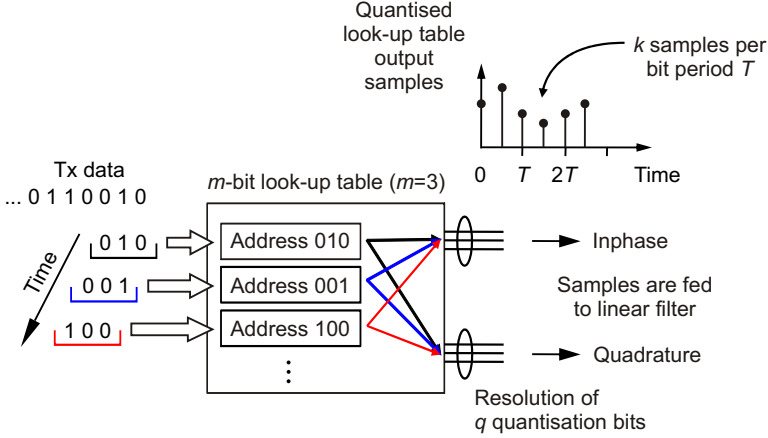 Quantised
look-up table
output
samples
k samples per
bit period T
0 T 2T Time
Tx data
... 0 1 1 0 0 1 0
m-bit look-up table (m=3)
Time
0 1 0
Address 010
0 0 1
Address 001
1 0 0
Address 100
⋮
Inphase
Samples are fed
to linear filter
Quadrature
Resolution of
q quantisation bits